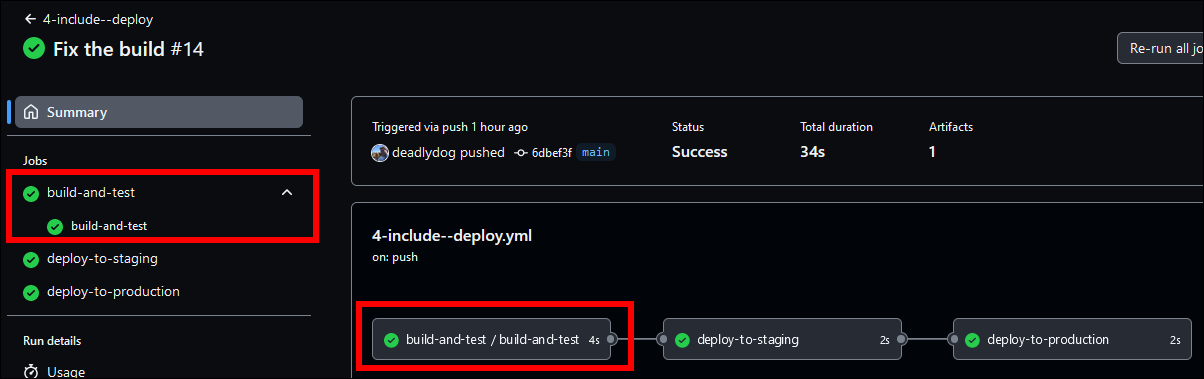 4-include--deploy
Fix the build #14
Re-run all jo
Summary
Jobs
build-and-test
build-and-test
deploy-to-staging
deploy-to-production
Run details
Usage
Triggered via push 1 hour ago
deadlydog pushed 6dbef3f main
Status
Success
Total duration
34s
Artifacts
1
4-include--deploy.yml
on: push
build-and-test / build-and-test 4s
deploy-to-staging 2s
deploy-to-production 2s